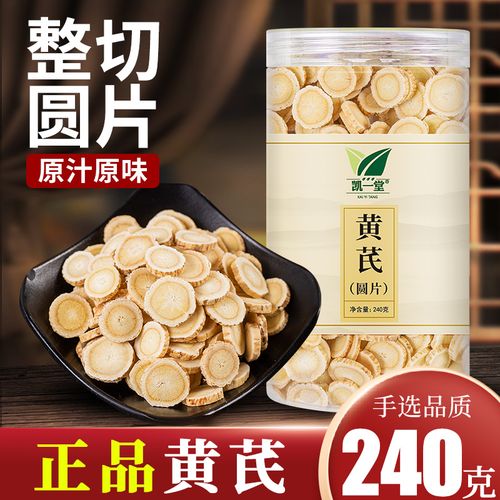 整切
圆片
原汁原味
凯一堂®
KAI YI TANG
黄芪
(圆片)
净含量:240克
正品黄芪
手选品质
240克